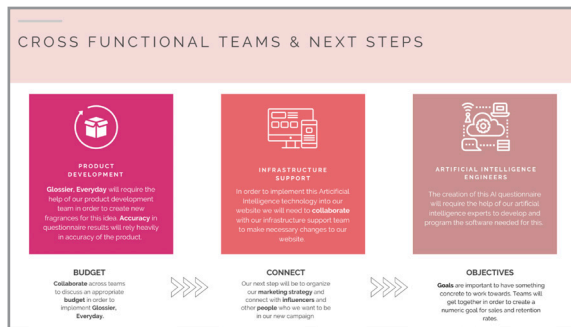 CROSS FUNCTIONAL TEAMS & NEXT STEPS
PRODUCT
DEVELOPMENT
Glossier, Everyday will require the
help of our product development
team in order to create new
fragrances for this idea. Accuracy in
questionnaire results will rely heavily
in accuracy of the product.
INFRASTRUCTURE
SUPPORT
In order to implement this Articificial
Intelligence technology into our
website we will need to collaborate
with our infrastructure support team
to make necessary changes to our
website.
ARTIFICIAL INTELLIGENCE
ENGINEERS
The creation of this AI questionnaire
will require the help of our artificial
intelligence experts to develop and
program the software needed for this.
BUDGET
Collaborate across teams
to discuss an appropriate
budget in order to
implement Glossier,
Everyday.
CONNECT
Our next step will be to organize
our marketing strategy and
connect with influencers and
other people who we want to be
in our new campaign.
OBJECTIVES
Goals are important to have something
concrete to work towards. Teams will
get together in order to create a
numeric goal for sales and retention
rates.